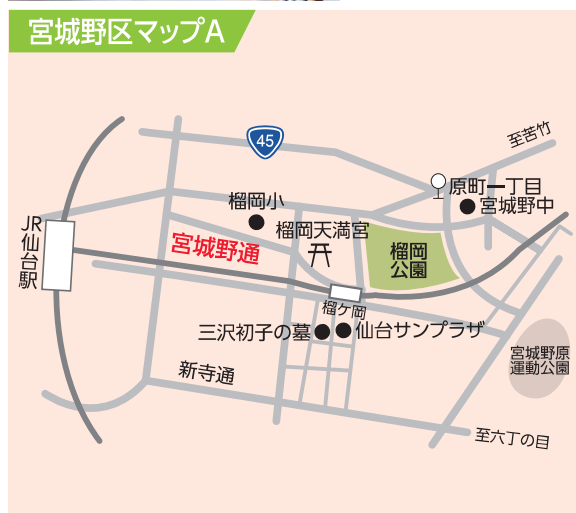 宮城野区マップA
45
至苦竹
原町一丁目
宮城野中
榴岡小
榴岡天満宮
JR仙台駅
宮城野通
榴岡
公園
榴ケ岡
三沢初子の墓
仙台サンプラザ
宮城野原
運動公園
新寺通
至六丁の目